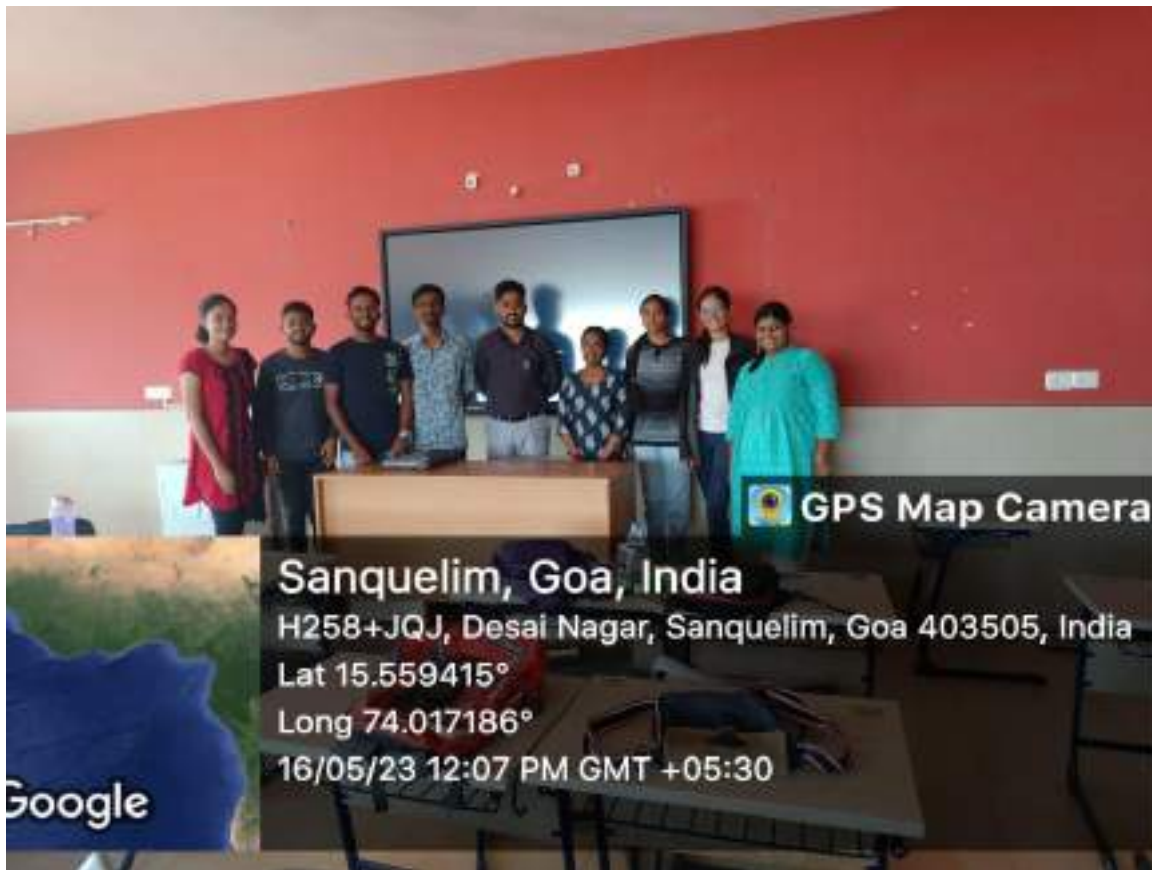 GPS Map Camera
Sanquelim, Goa, India
H258+JQJ, Desai Nagar, Sanquelim, Goa 403505, India
Lat 15.559415°
Long 74.017186°
16/05/23 12:07 PM GMT +05:30
Google